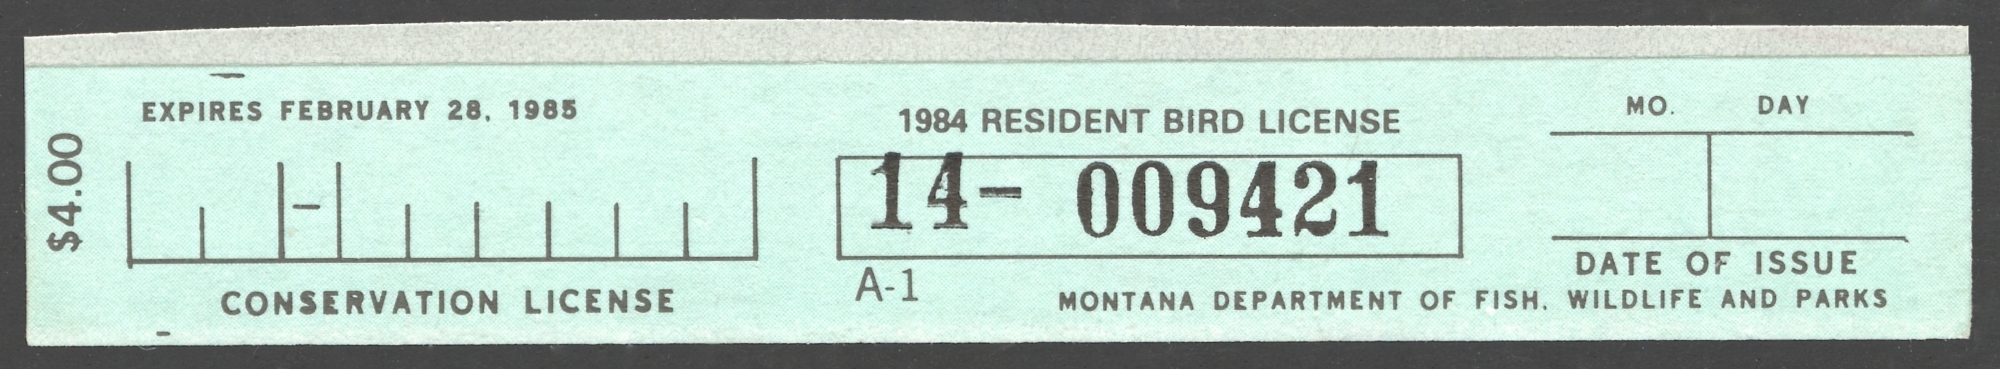 $4.00
EXPIRES FEBRUARY 28, 1985
CONSERVATION LICENSE
1984 RESIDENT BIRD LICENSE
14- 009421
A-1
MONTANA DEPARTMENT OF FISH, WILDLIFE AND PARKS
MO. DAY
DATE OF ISSUE